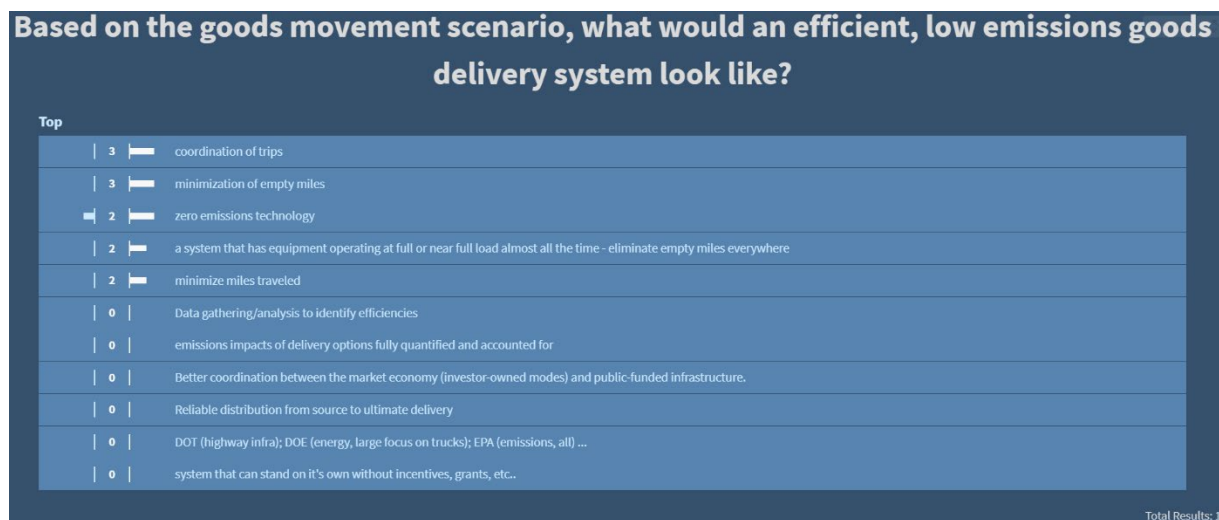 Based on the goods movement scenario, what would an efficient, low emissions goods
delivery system look like?
Top
3 coordination of trips
3 minimization of empty miles
2 zero emissions technology
2 a system that has equipment operating at full or near full load almost all the time - eliminate empty miles everywhere
2 minimize miles traveled
0 Data gathering/analysis to identify efficiencies
0 emissions impacts of delivery options fully quantified and accounted for
0 Better coordination between the market economy (investor-owned modes) and public-funded infrastructure.
0 Reliable distribution from source to ultimate delivery
0 DOT (highway infra); DOE (energy, large focus on trucks); EPA (emissions, all) ...
0 system that can stand on it's own without incentives, grants, etc..
Total Results: